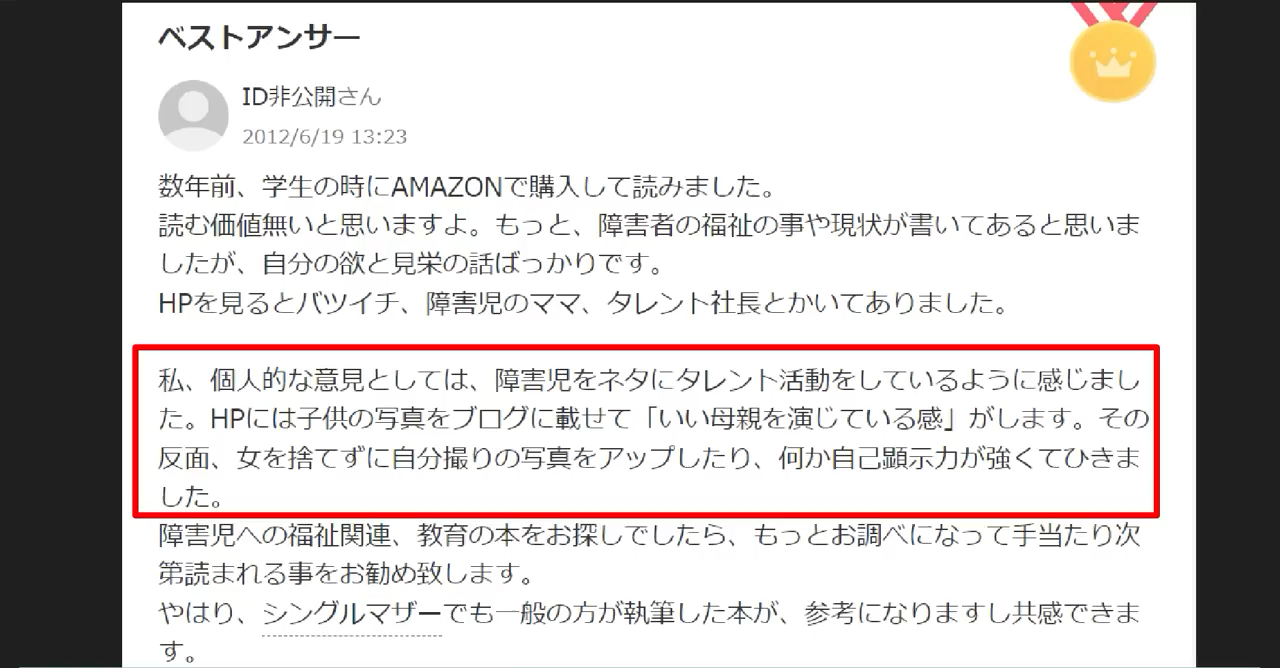 ベストアンサー
ID非公開さん
2012/6/19 13:23
数年前、学生の時にAMAZONで購入して読みました。
読む価値無いと思いますよ。もっと、障害者の福祉の事や現状が書いてあると思いま
したが、自分の欲と見栄の話ばっかりです。
HPを見るとバツイチ、障害児のママ、タレント社長とかいてありました。
私、個人的な意見としては、障害児をネタにタレント活動をしているように感じまし
た。HPには子供の写真をブログに載せて「いい母親を演じている感」がします。その
反面、女を捨てずに自分撮りの写真をアップしたり、何か自己顕示力が強くてひきま
した。
障害児への福祉関連、教育の本をお探しでしたら、もっとお調べになって手当たり次
第読まれる事をお勧め致します。
やはり、シングルマザーでも一般の方が執筆した本が、参考になりますし共感できま
す。